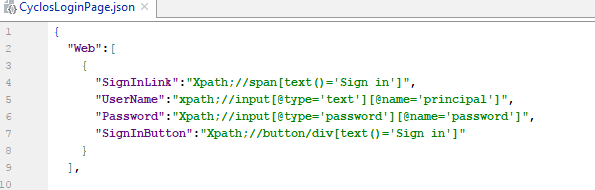 CyclosLoginPage.json
1 {
2 "Web":[
3 {
4 "SignInLink":"Xpath;//span[text()='Sign in']",
5 "UserName":"xpath;//input[@type='text'][@name='principal']",
6 "Password":"Xpath;//input[@type='password'][@name='password']",
7 "SignInButton":"Xpath;//button/div[text()='Sign in']"
8 }
9 ],
10